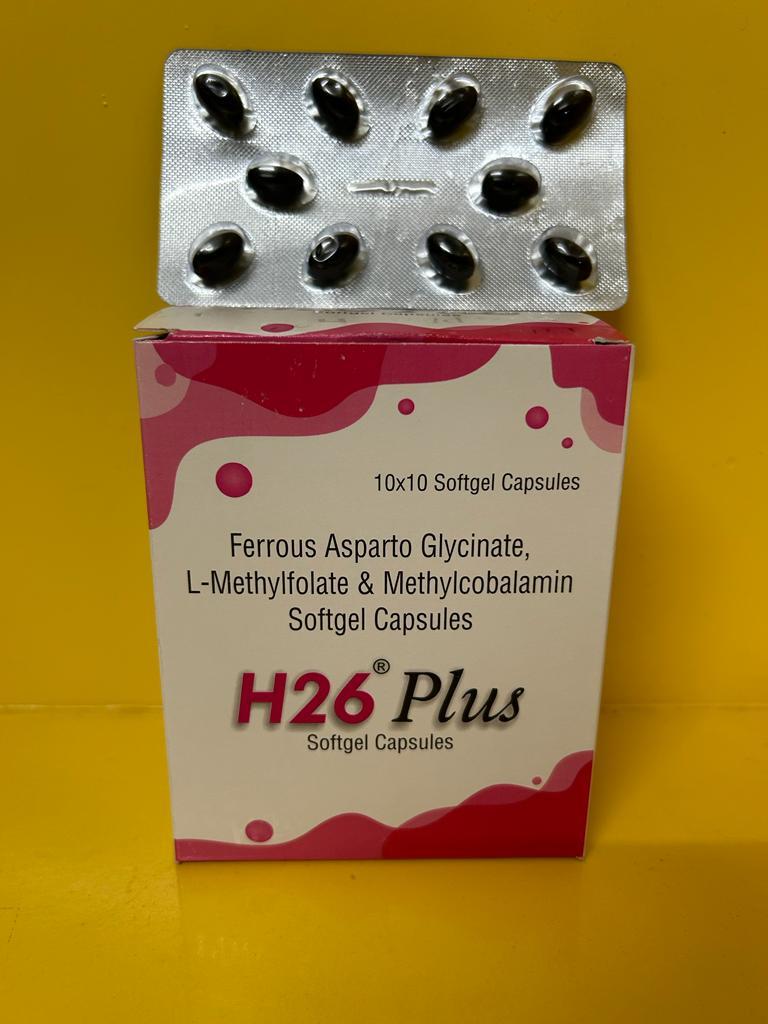 10x10 Softgel Capsules
Ferrous Asparto Glycinate,
L-Methylfolate & Methylcobalamin
Softgel Capsules
H26® Plus
Softgel Capsules